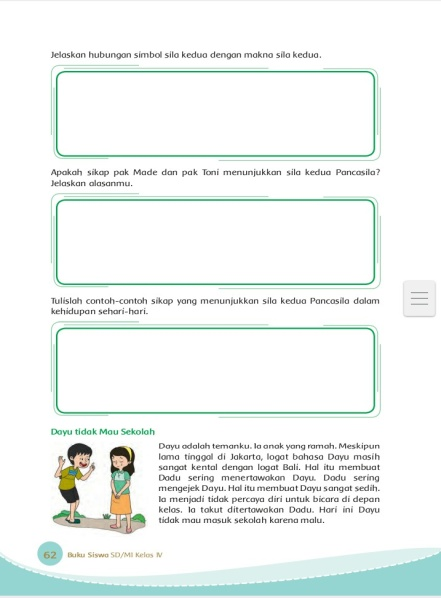 Jelaskan hubungan simbol sila kedua dengan makna sila kedua.
Apakah sikap pak Made dan pak Toni menunjukkan sila kedua Pancasila?
Jelaskan alasanmu.
Tulislah contoh-contoh sikap yang menunjukkan sila kedua Pancasila dalam
kehidupan sehari-hari.
Dayu tidak Mau Sekolah
Dayu adalah temanku. Ia anak yang ramah. Meskipun
lama tinggal di Jakarta, logat bahasa Dayu masih
sangat kental dengan logat Bali. Hal itu membuat
Dadu sering menertawakan Dayu. Dadu sering
mengejek Dayu. Hal itu membuat Dayu sangat sedih.
Ia menjadi tidak percaya diri untuk bicara di depan
kelas. Ia takut ditertawakan Dadu. Hari ini Dayu
tidak mau masuk sekolah karena malu.
62 Buku Siswa SD/MI Kelas IV